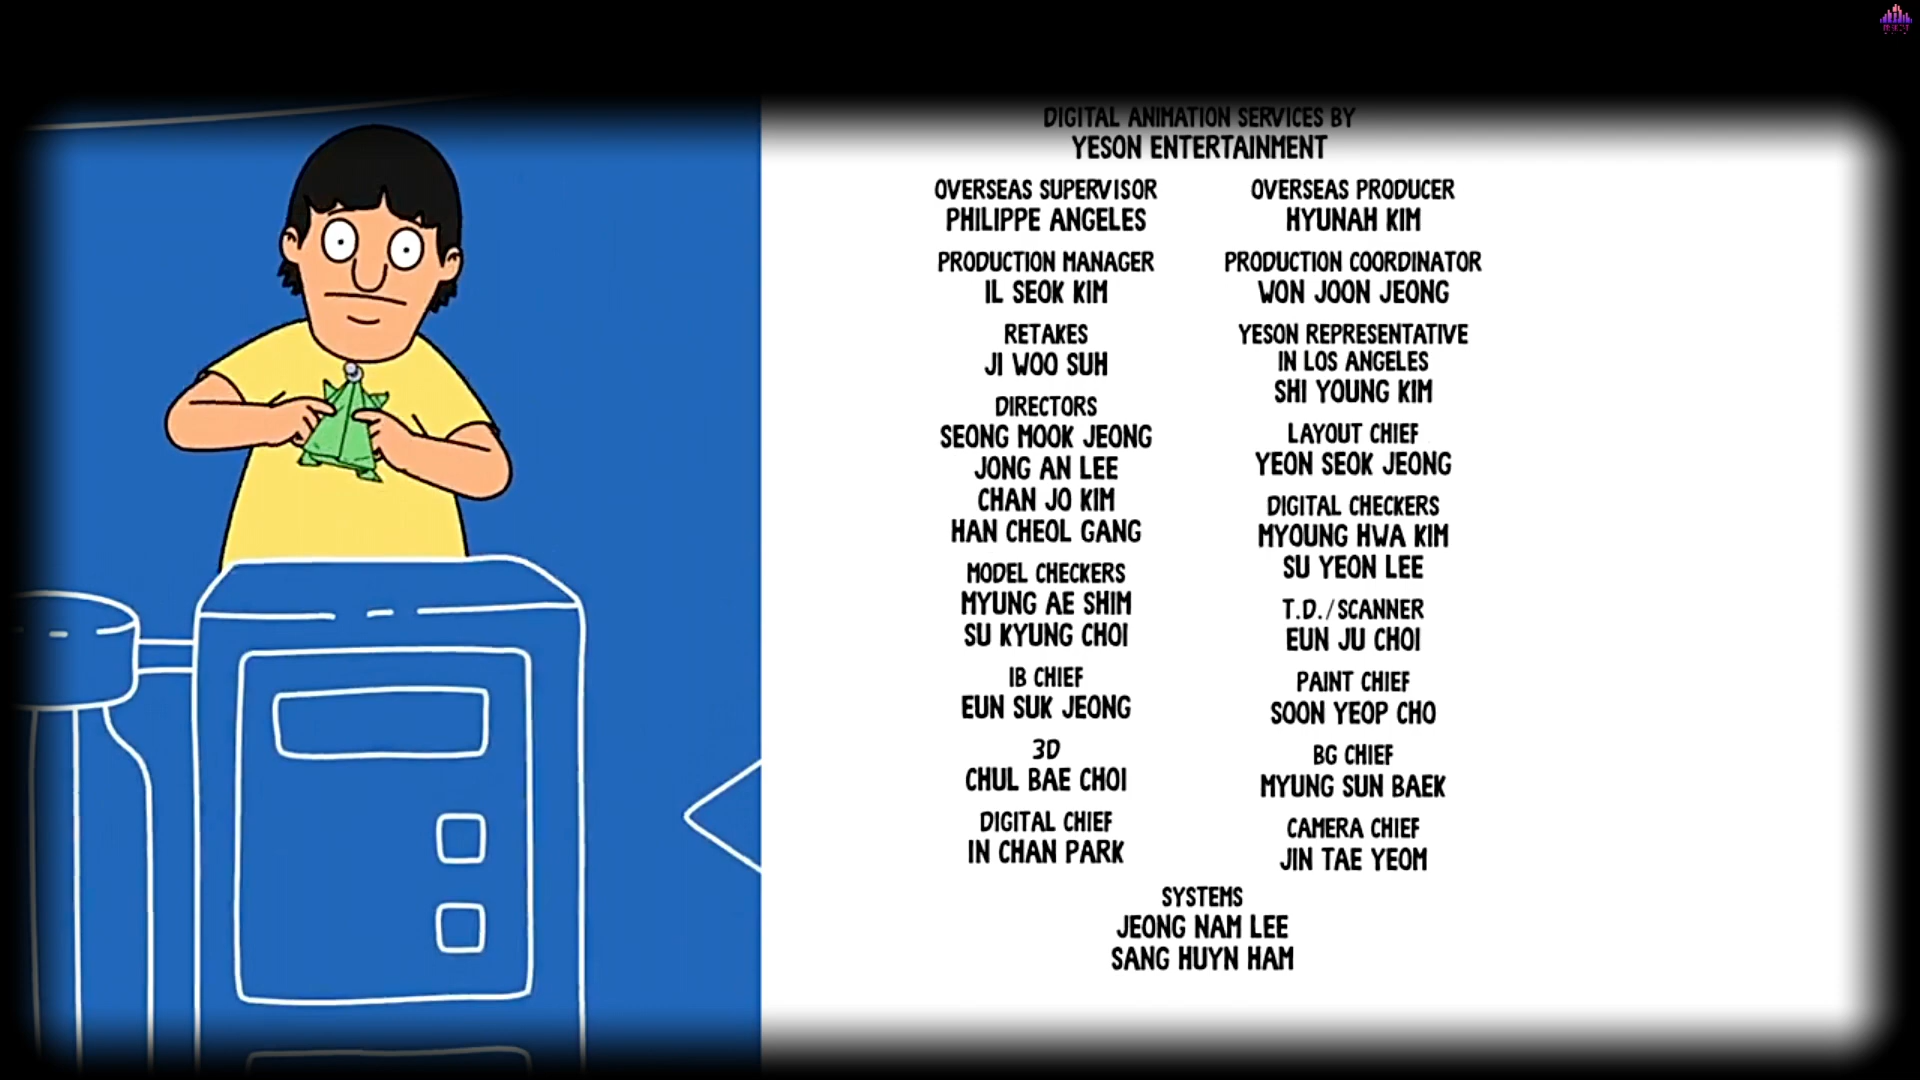 DIGITAL ANIMATION SERVICES BY
YESON ENTERTAINMENT
OVERSEAS SUPERVISOR
PHILIPPE ANGELES
PRODUCTION MANAGER
IL SEOK KIM
RETAKES
JI WOO SUH
DIRECTORS
SEONG MOOK JEONG
JONG AN LEE
CHAN JO KIM
HAN CHEOL GANG
MODEL CHECKERS
MYUNG AE SHIM
SU KYUNG CHOI
IB CHIEF
EUN SUK JEONG
3D
CHUL BAE CHOI
DIGITAL CHIEF
IN CHAN PARK
OVERSEAS PRODUCER
HYUNAH KIM
PRODUCTION COORDINATOR
WON JOON JEONG
YESON REPRESENTATIVE
IN LOS ANGELES
SHI YOUNG KIM
LAYOUT CHIEF
YEON SEOK JEONG
DIGITAL CHECKERS
MYOUNG HWA KIM
SU YEON LEE
T.D./SCANNER
EUN JU CHOI
PAINT CHIEF
SOON YEOP CHO
BG CHIEF
MYUNG SUN BAEK
CAMERA CHIEF
JIN TAE YEOM
SYSTEMS
JEONG NAM LEE
SANG HUYN HAM